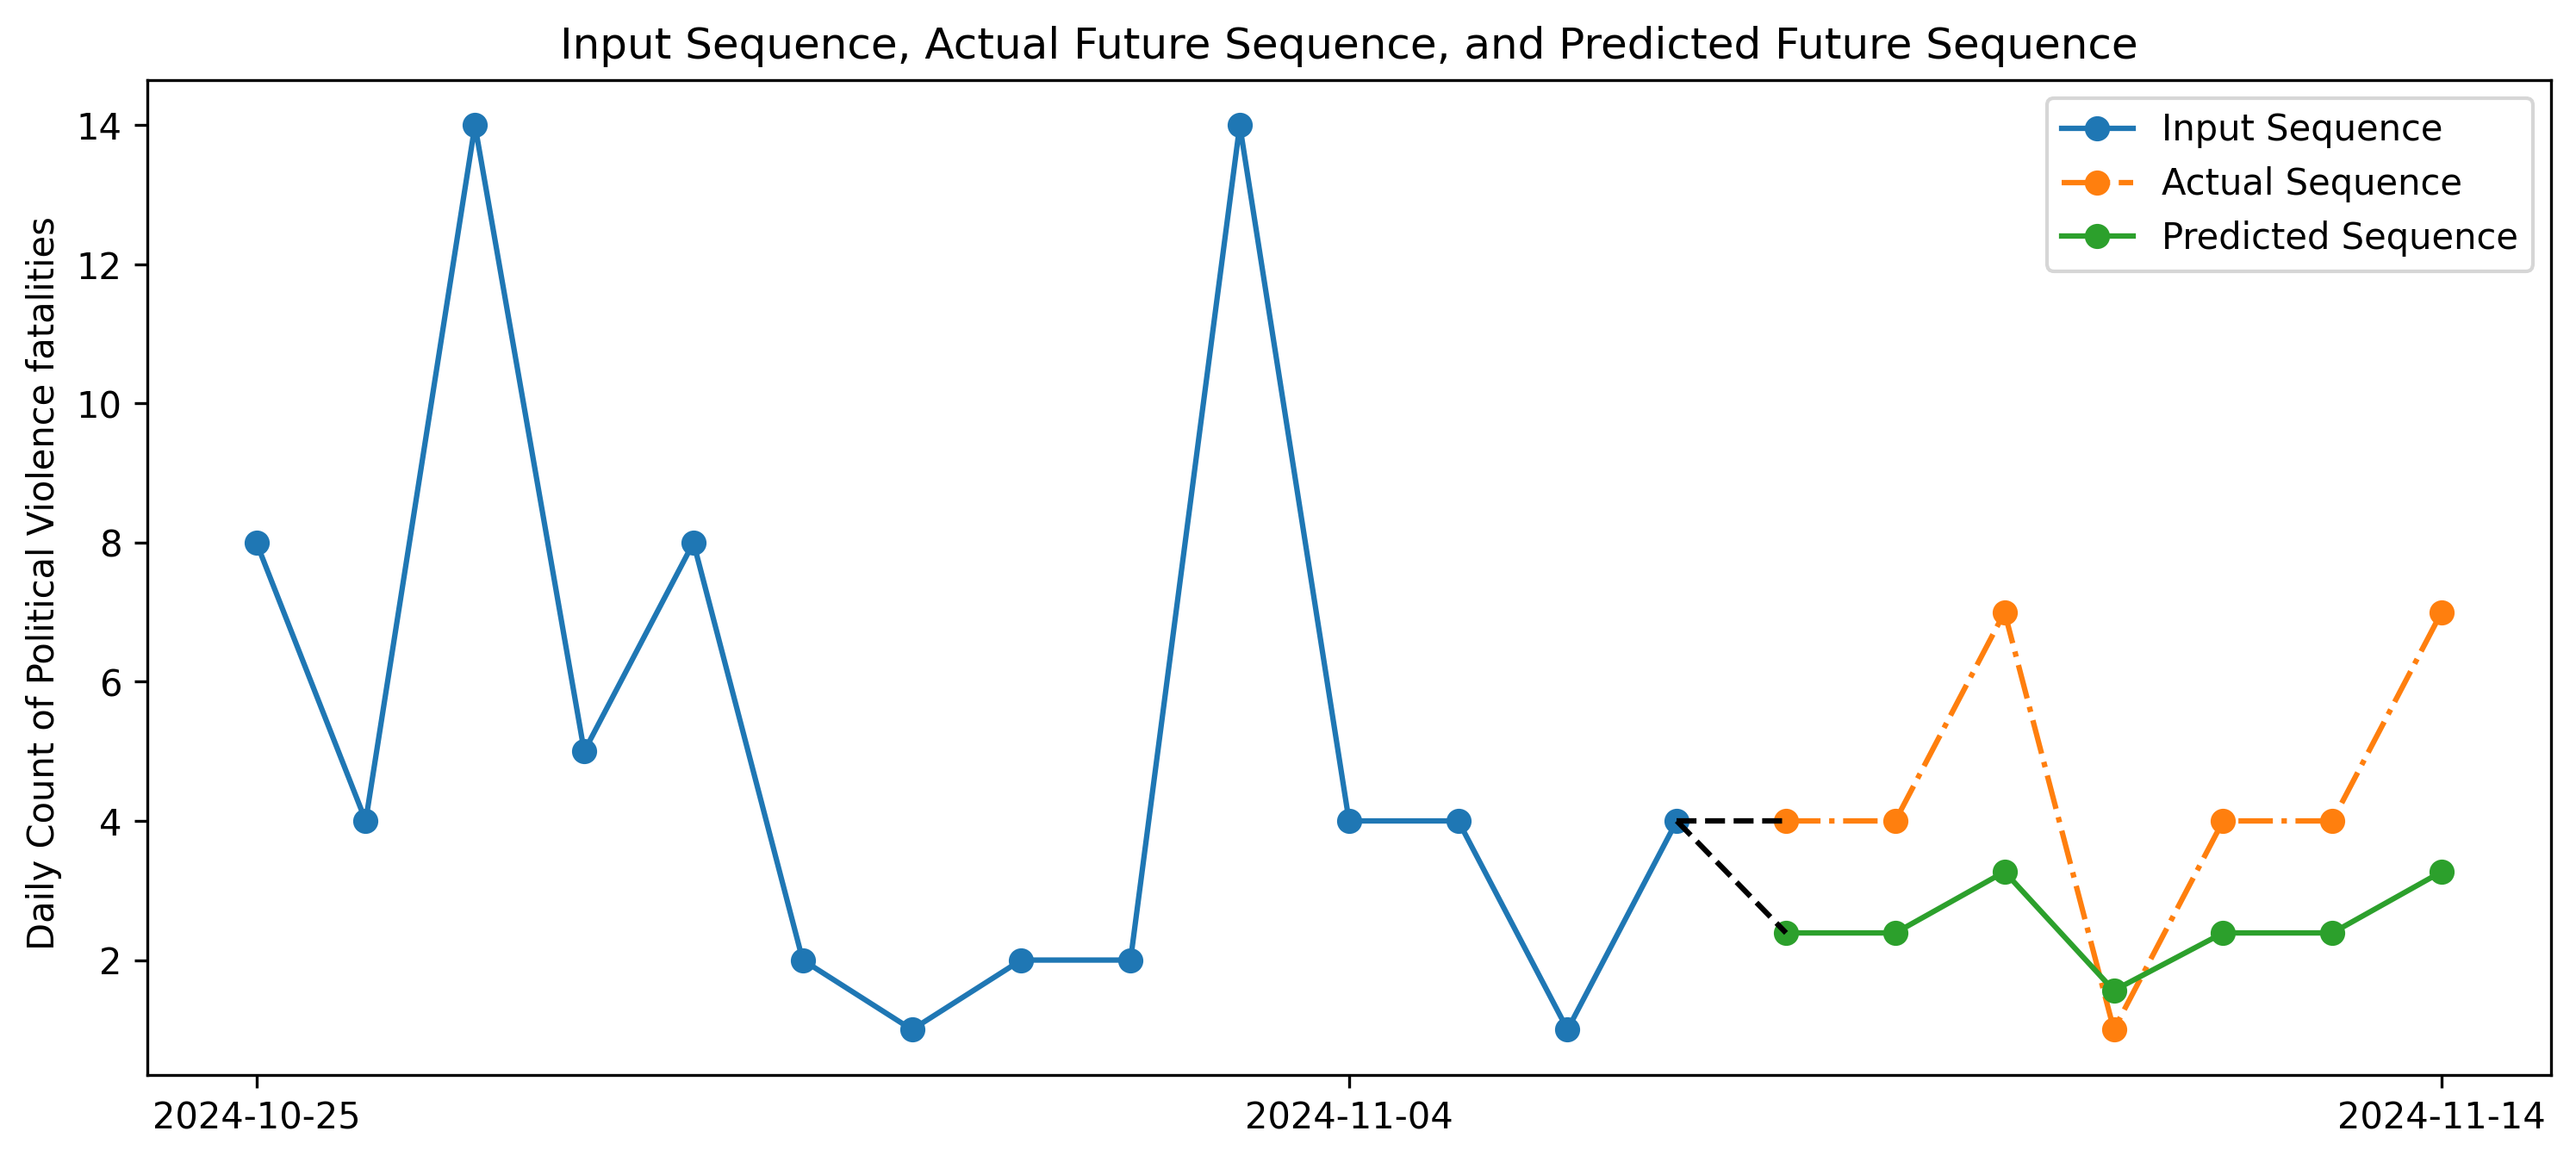 Input Sequence, Actual Future Sequence, and Predicted Future Sequence
Daily Count of Political Violence fatalities
14
12
10
8
6
4
2
2024-10-25
2024-11-04
2024-11-14
Input Sequence
Actual Sequence
Predicted Sequence